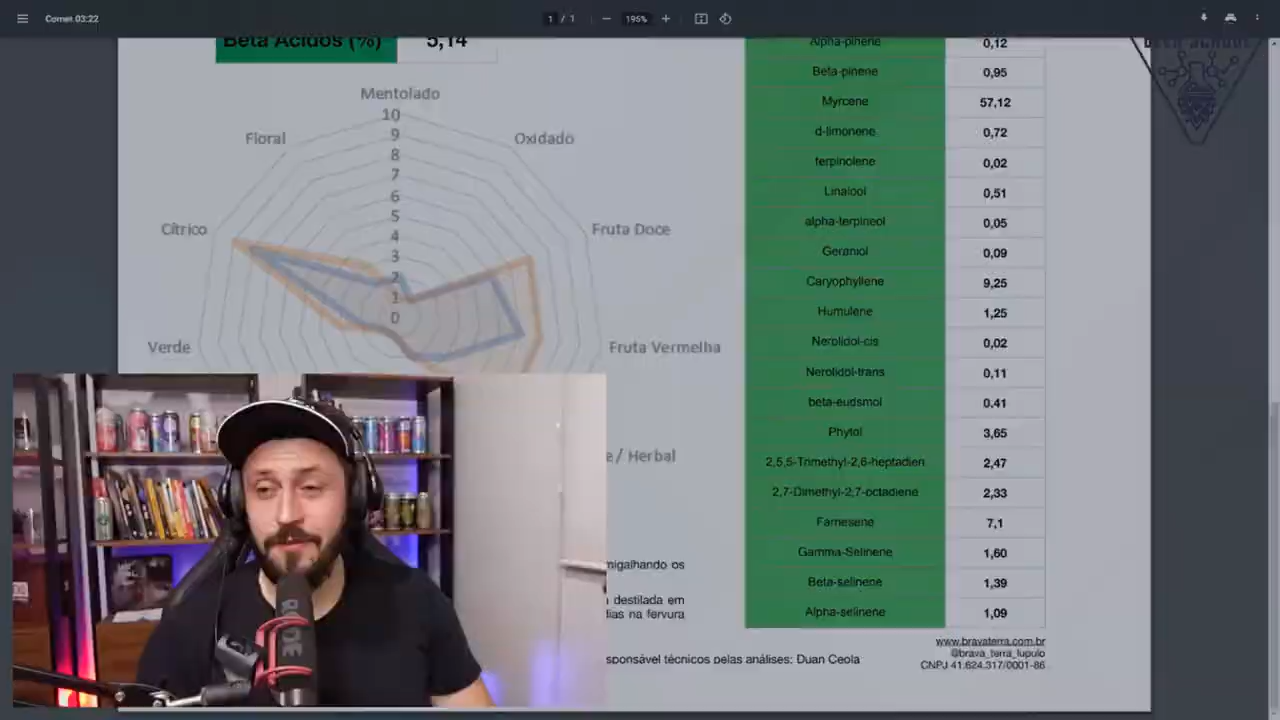 Comet.03:22
1 / 1
195%
Beta Ácidos (%) 5,14
Mentolado
10
9
8
7
6
5
4
3
2
1
0
Floral
Oxidado
Cítrico
Fruta Doce
Verde
Fruta Vermelha
e / Herbal
Alpha-pinene 0,12
Beta-pinene 0,95
Myrcene 57,12
d-limonene 0,72
terpinolene 0,02
Linalool 0,51
alpha-terpineol 0,05
Geraniol 0,09
Caryophyllene 9,25
Humulene 1,25
Nerolidol-cis 0,02
Nerolidol-trans 0,11
beta-eudsmol 0,41
Phytol 3,65
2,5,5-Trimethyl-2,6-heptadien 2,47
2,7-Dimethyl-2,7-octadiene 2,33
Farnesene 7,1
Gamma-Selinene 1,60
Beta-selinene 1,39
Alpha-selinene 1,09
migalhando os
destilada em
dias na fervura
sponsável técnicos pelas análises: Duan Ceola
www.bravaterra.com.br
@brava_terra_lupulo
CNPJ 41.624.317/0001-86
BEER SCHOOL
RODE